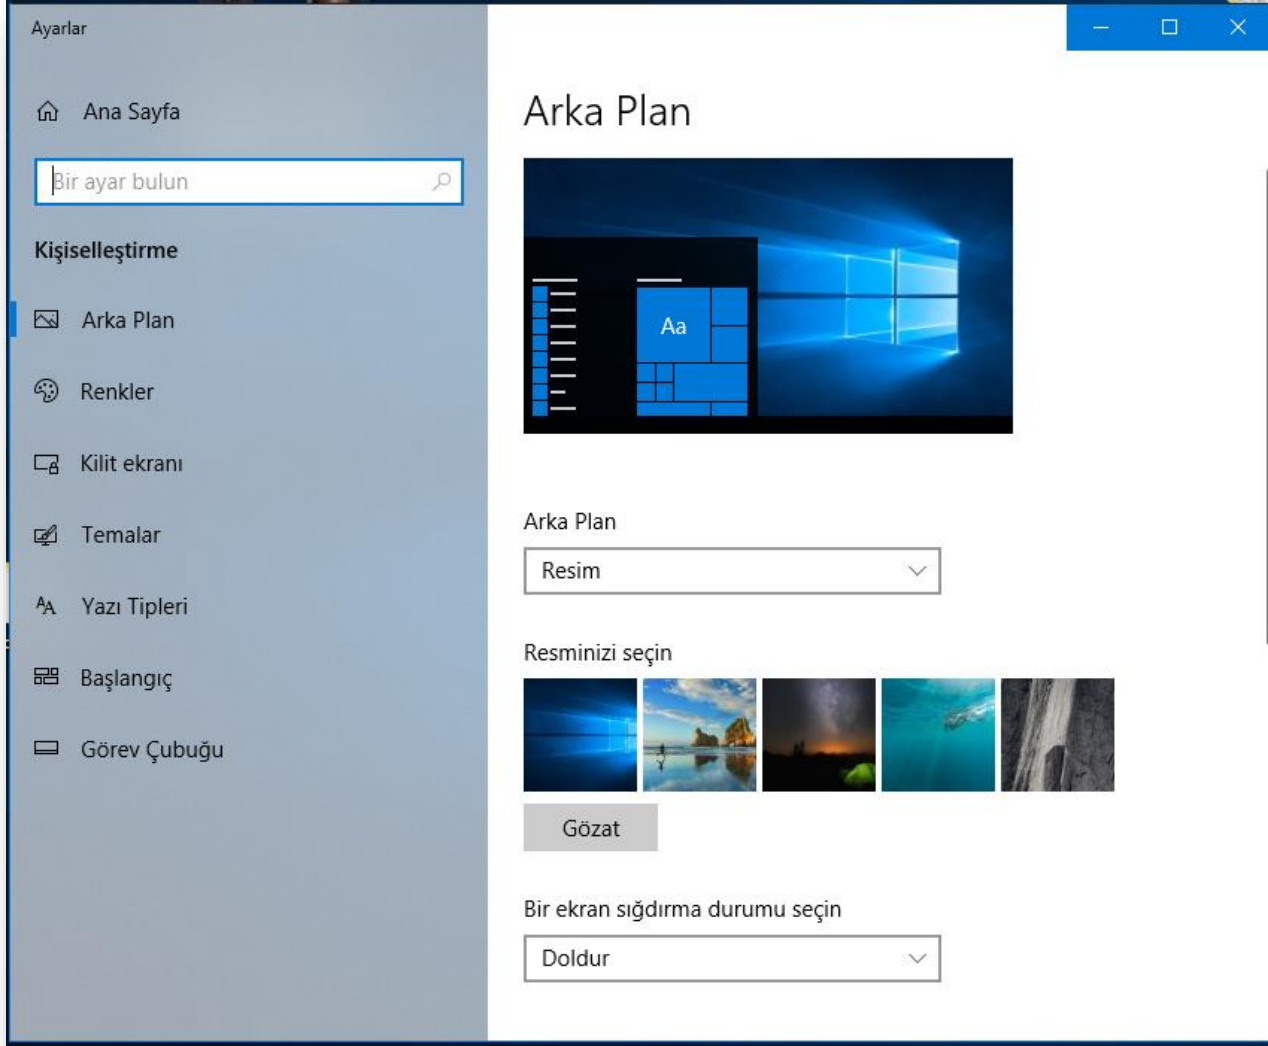 Ayarlar
Ana Sayfa
Bir ayar bulun
Kişiselleştirme
Arka Plan
Renkler
Kilit ekranı
Temalar
Yazı Tipleri
Başlangıç
Görev Çubuğu
Arka Plan
Aa
Arka Plan
Resim
Resminizi seçin
Gözat
Bir ekran sığdırma durumu seçin
Doldur